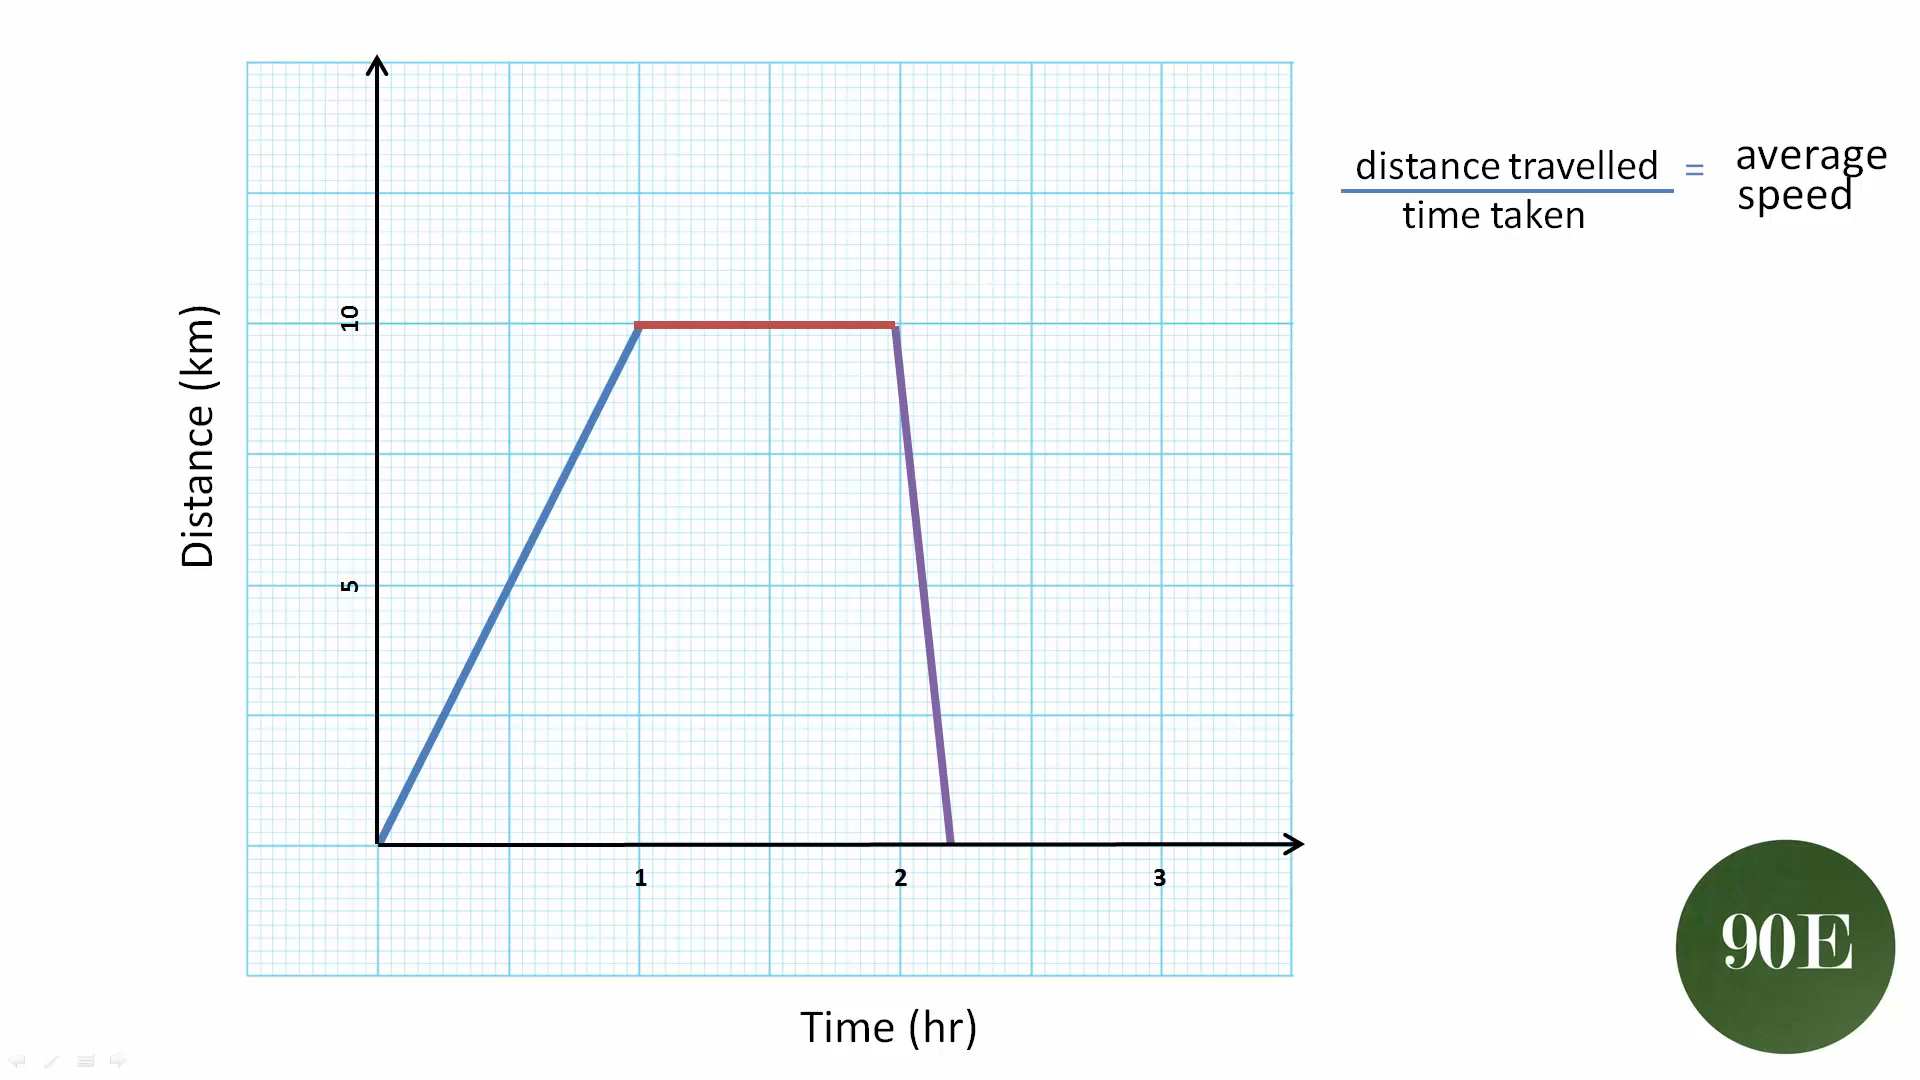 distance travelled = average speed
time taken
10
5
Distance (km)
1 2 3
Time (hr)
90E